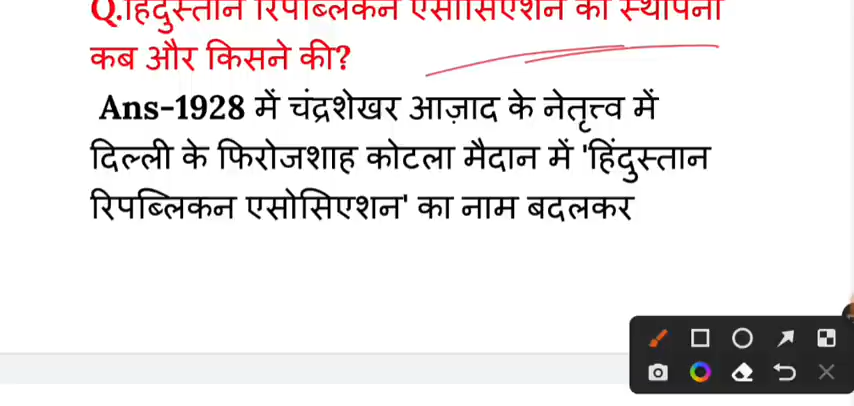 Q.हिंदुस्तान रिपब्लिकन एसोसिएशन की स्थापना
कब और किसने की?
Ans-1928 में चंद्रशेखर आज़ाद के नेतृत्त्व में
दिल्ली के फिरोजशाह कोटला मैदान में 'हिंदुस्तान
रिपब्लिकन एसोसिएशन' का नाम बदलकर